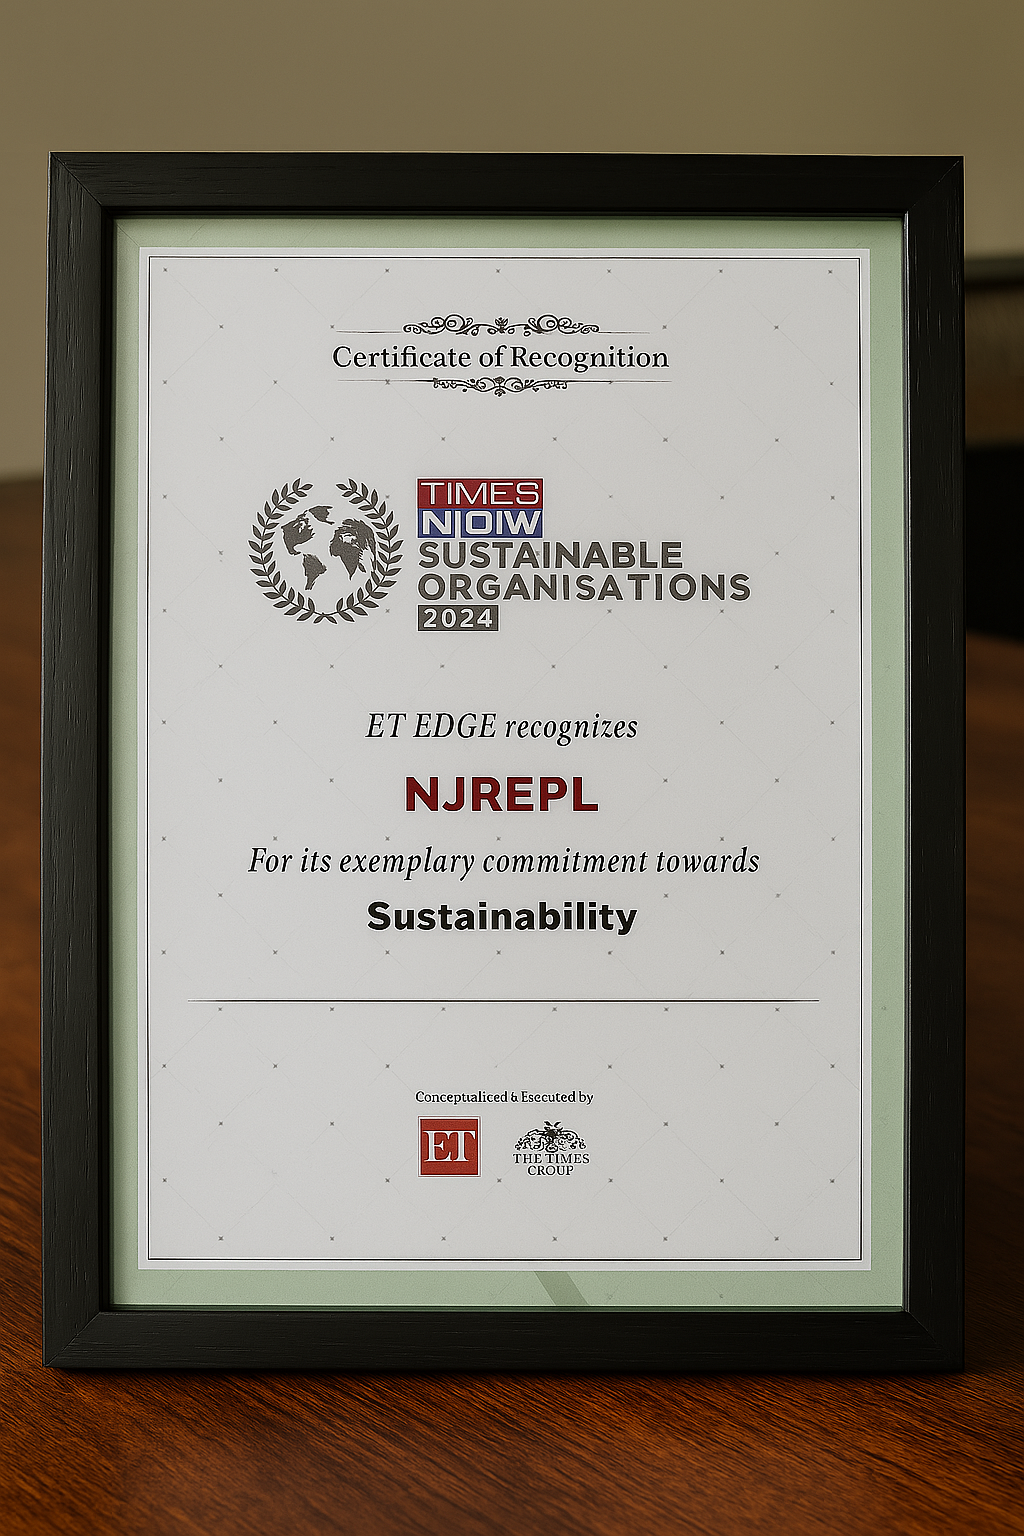 Certificate of Recognition
TIMES
NOW
SUSTAINABLE
ORGANISATIONS
2024
ET EDGE recognizes
NJREPL
For its exemplary commitment towards
Sustainability
Conceptualiced & Esecuted by
ET
THE TIMES
CROUP